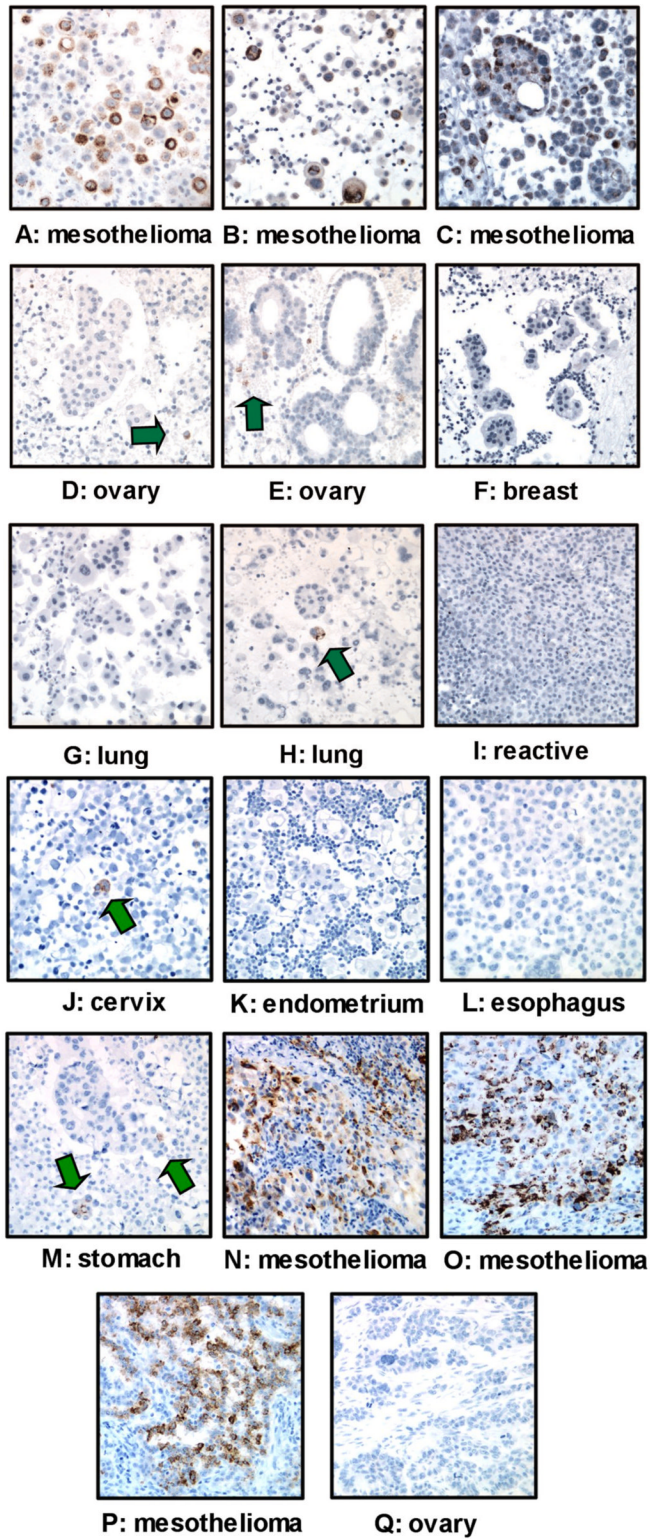 A: mesothelioma B: mesothelioma C: mesothelioma
D: ovary E: ovary F: breast
G: lung H: lung I: reactive
J: cervix K: endometrium L: esophagus
M: stomach N: mesothelioma O: mesothelioma
P: mesothelioma Q: ovary